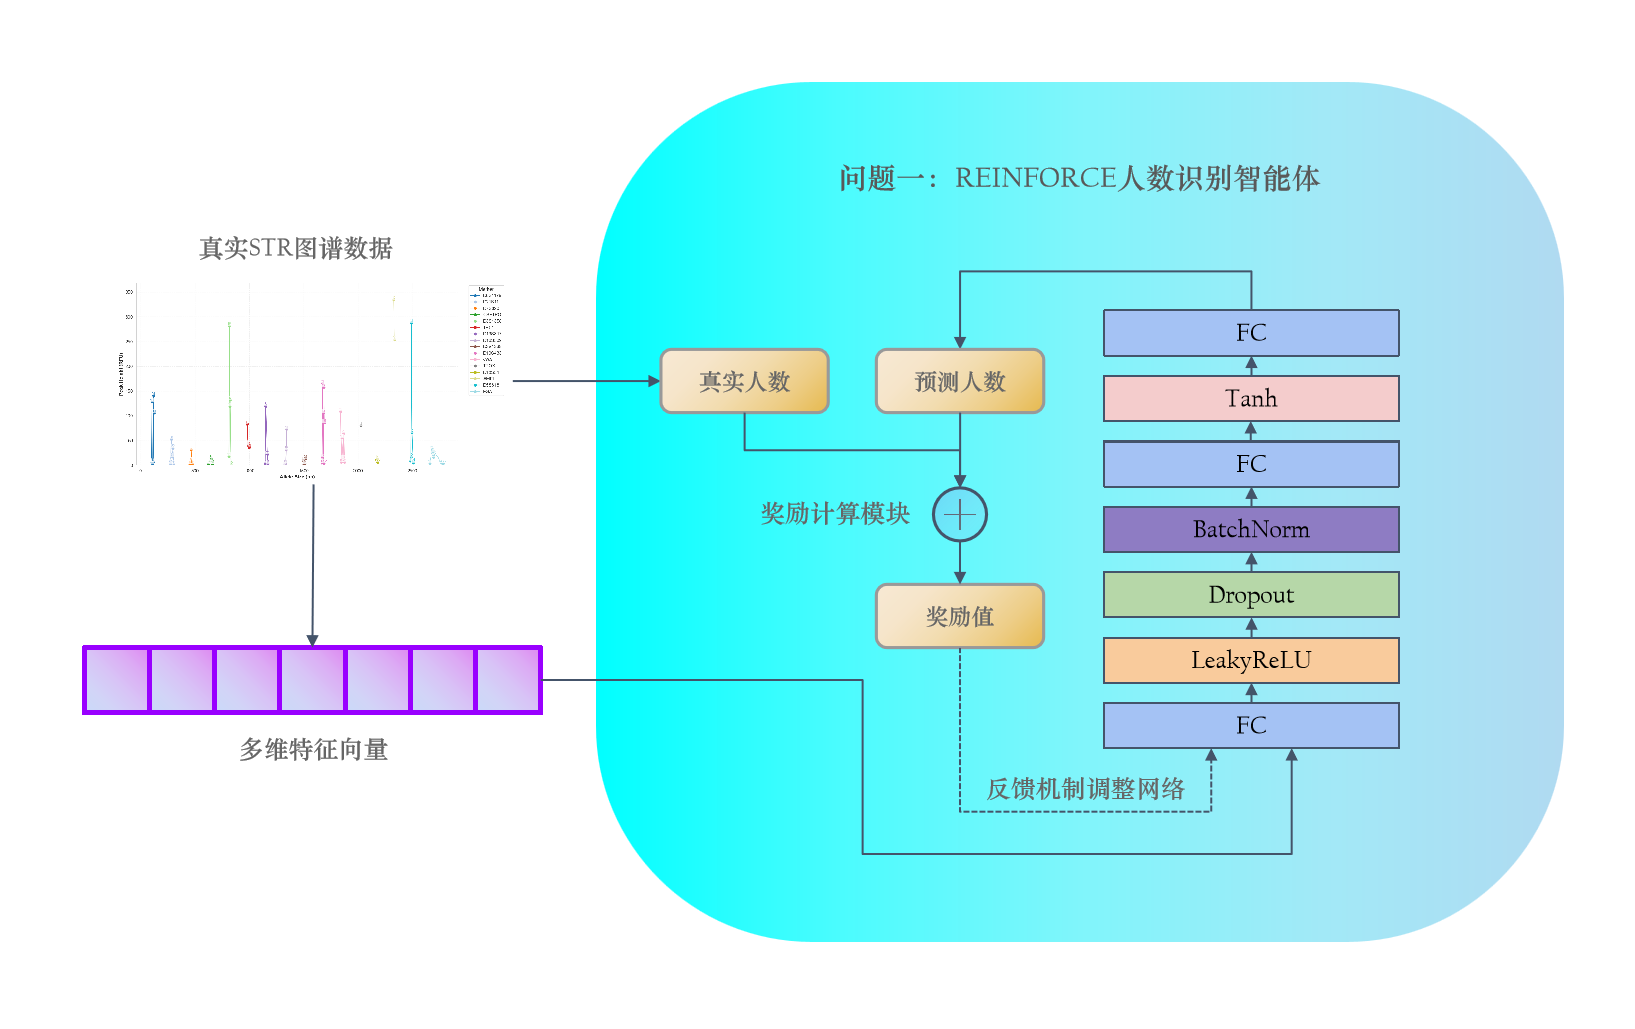 问题一：REINFORCE人数识别智能体
真实STR图谱数据
Marker
真实人数
预测人数
奖励计算模块
奖励值
反馈机制调整网络
多维特征向量
FC
Tanh
FC
BatchNorm
Dropout
LeakyReLU
FC